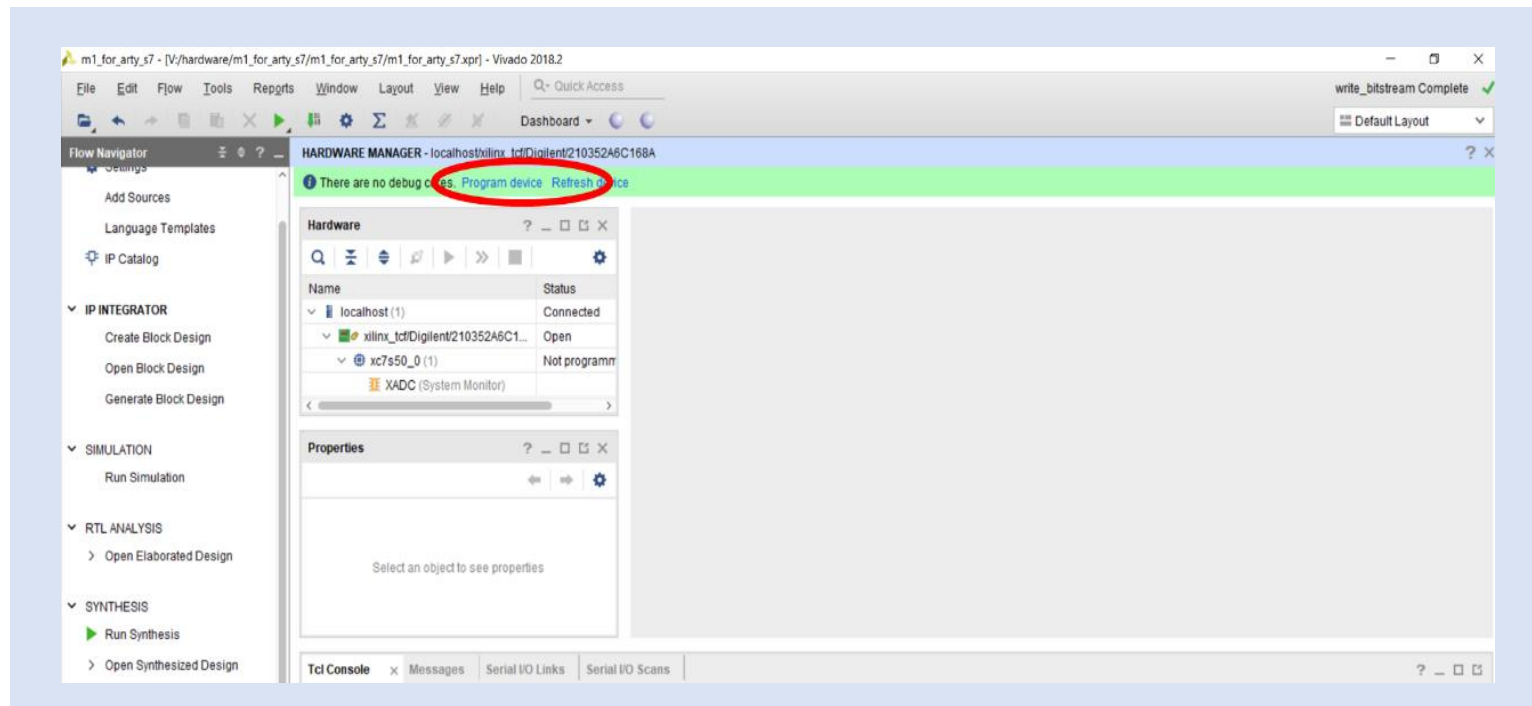 m1_for_arty_s7 - [V:/hardware/m1_for_arty_s7/m1_for_arty_s7/m1_for_arty_s7.xpr] - Vivado 2018.2
File Edit Flow Tools Reports Window Layout View Help Q- Quick Access write_bitstream Complete
Dashboard Default Layout
Flow Navigator ? HARDWARE MANAGER - localhost/xilinx_tcf/Digilent/210352A6C168A ?
Settings
There are no debug Program device Refresh device
Add Sources
Language Templates
IP Catalog
IP INTEGRATOR
Create Block Design
Open Block Design
Generate Block Design
SIMULATION
Run Simulation
RTL ANALYSIS
Open Elaborated Design
SYNTHESIS
Run Synthesis
Open Synthesized Design
Hardware ?
Name Status
localhost (1) Connected
xilinx_tcf/Digilent/210352A6C1... Open
xc7s50_0 (1) Not programm
XADC (System Monitor)
Properties ?
Select an object to see properties
Tcl Console Messages Serial I/O Links Serial I/O Scans ?